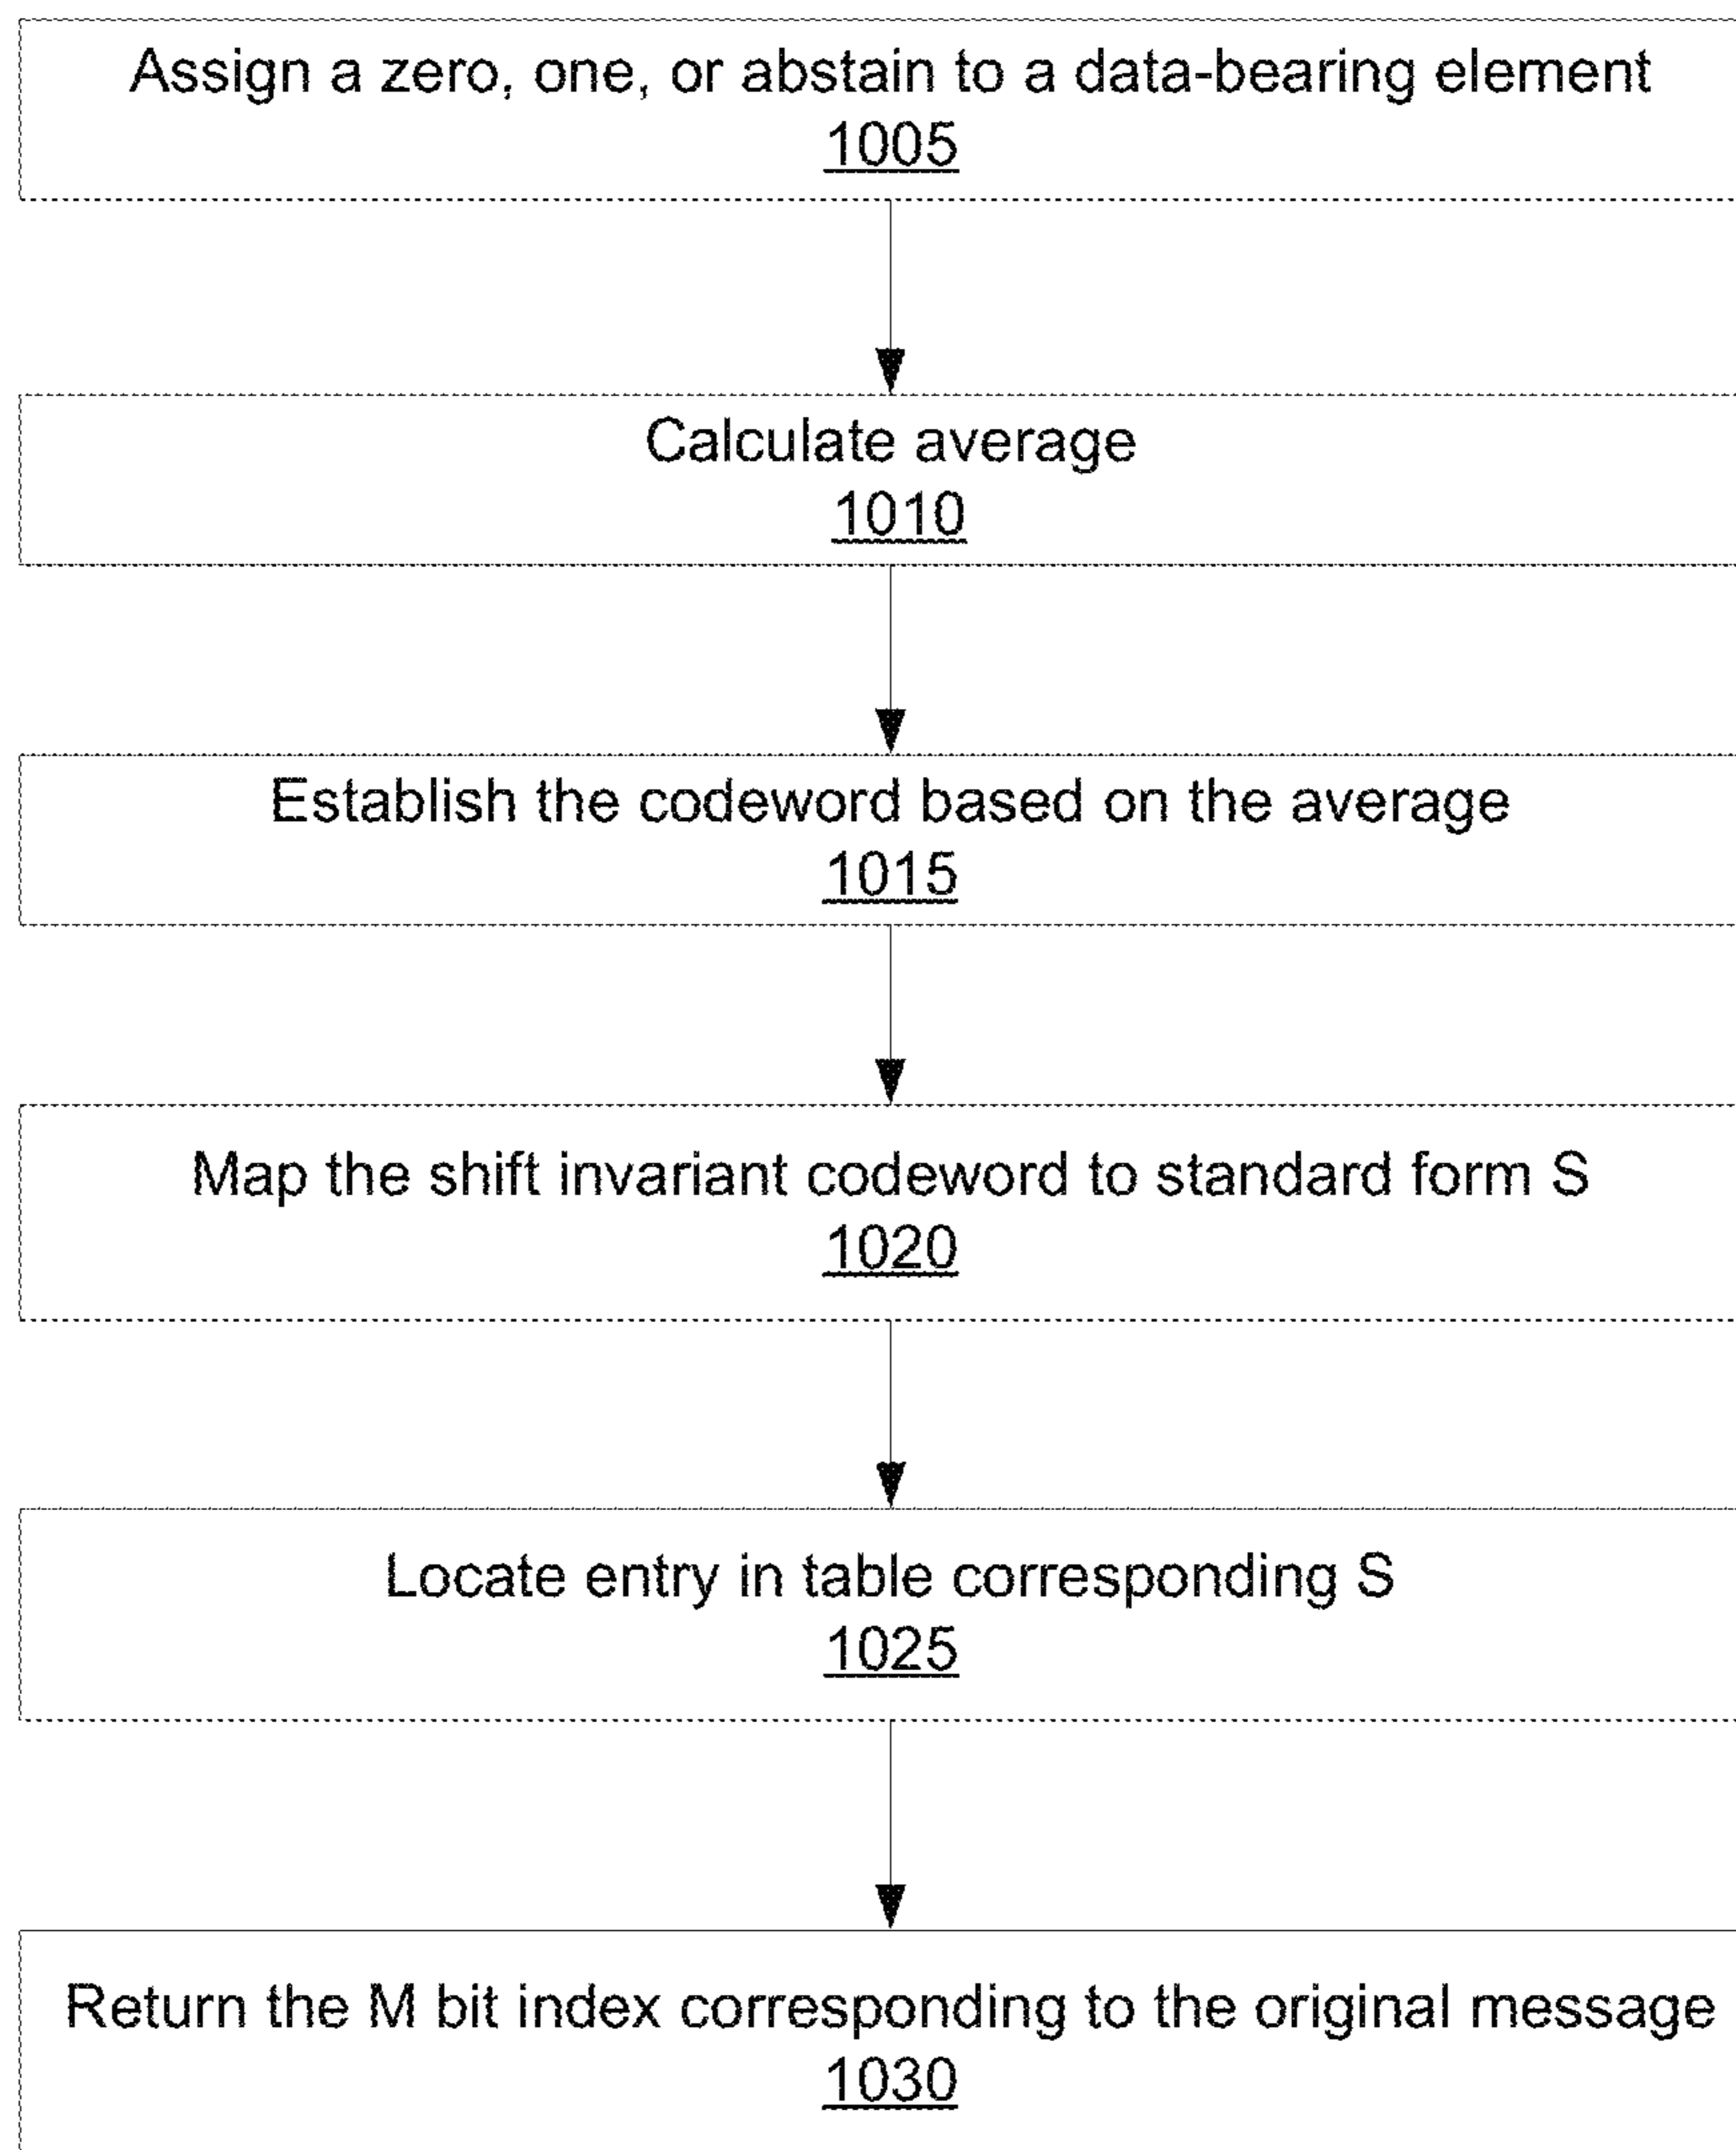 Assign a zero, one, or abstain to a data-bearing element
1005
Calculate average
1010
Establish the codeword based on the average
1015
Map the shift invariant codeword to standard form S
1020
Locate entry in table corresponding S
1025
Return the M bit index corresponding to the original message
1030